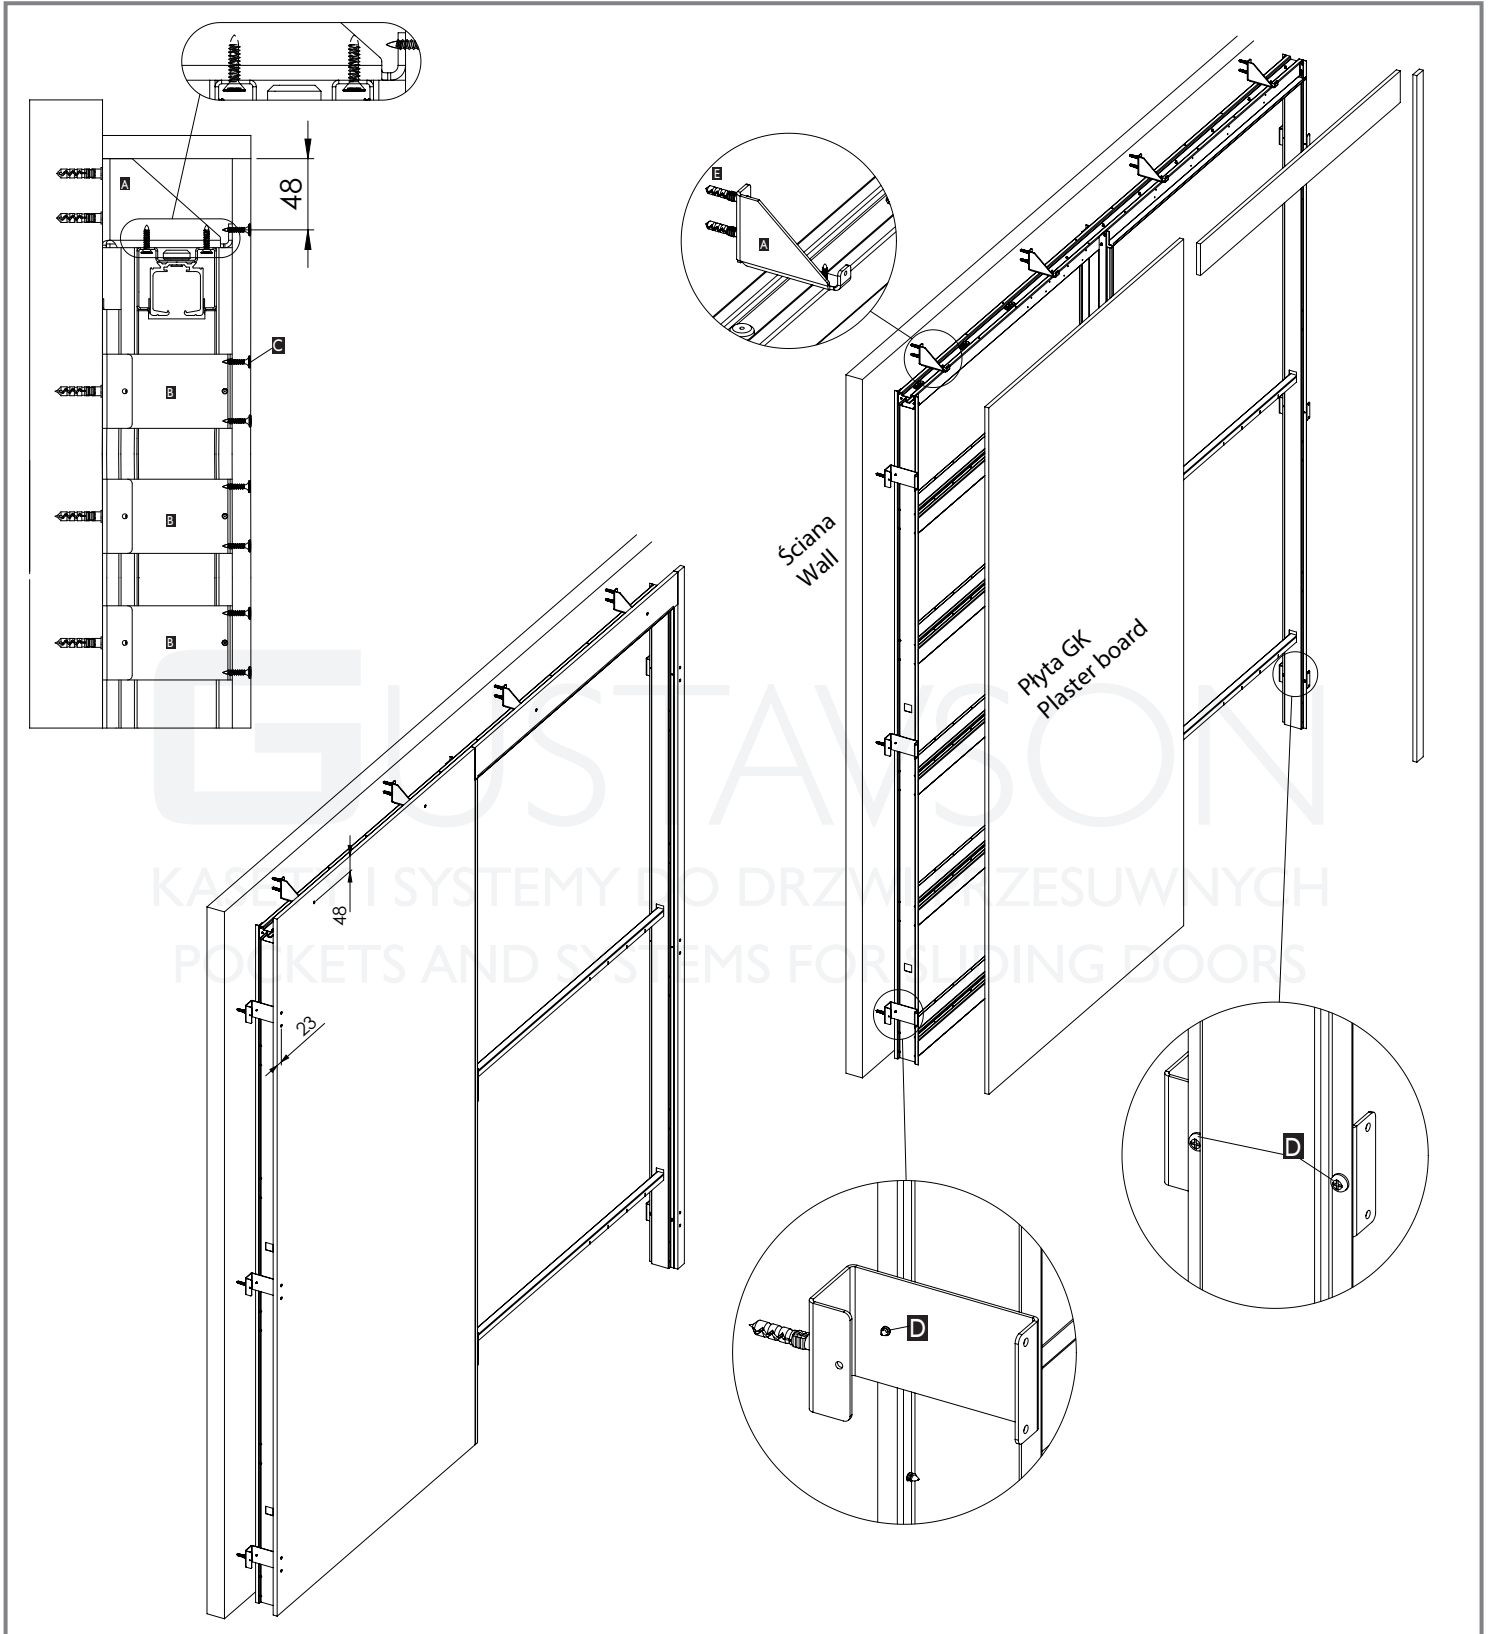 A
48
C
B
B
B
E
A
Ściana
Wall
Płyta GK
Plaster board
GUSTAVSON
KASETY I SYSTEMY DO DRZWI PRZESUWNYCH
POCKETS AND SYSTEMS FOR SLIDING DOORS
48
23
D
D